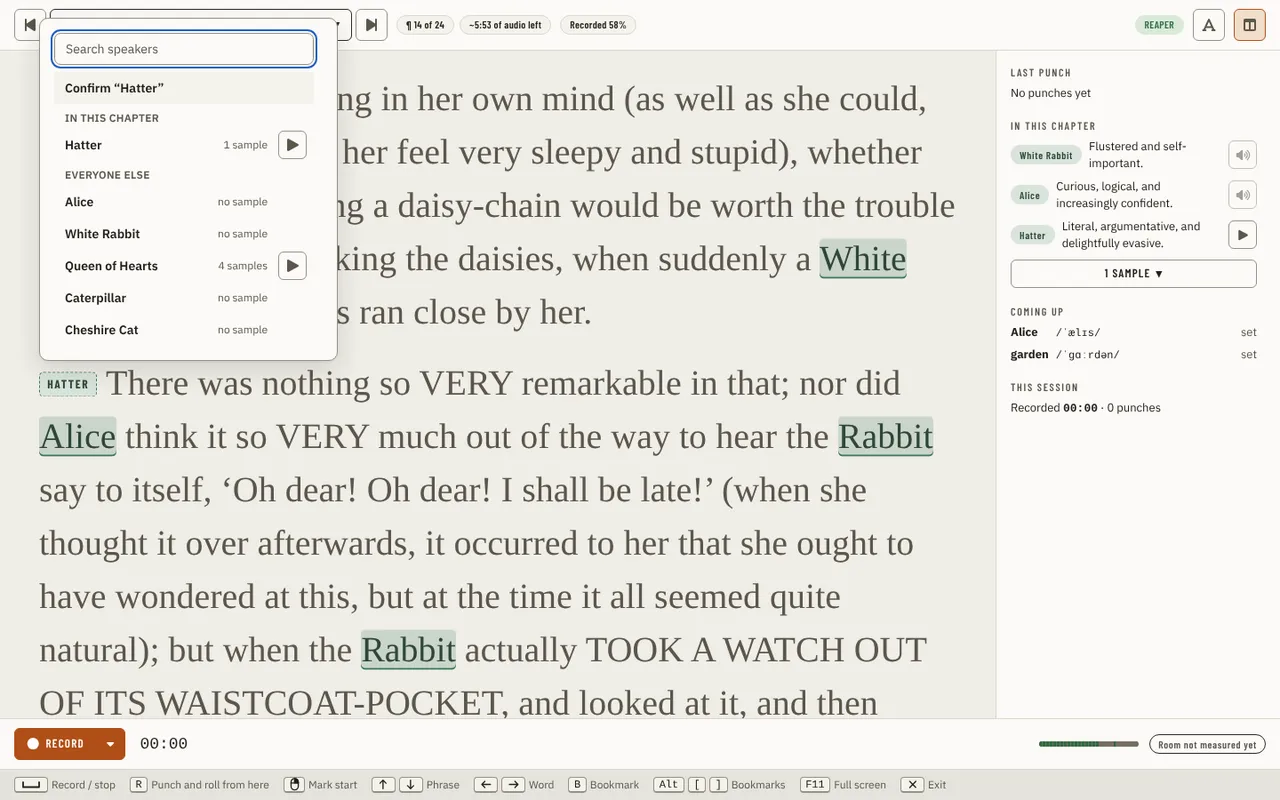 ¶ 14 of 24
~5:53 of audio left
Recorded 58%
REAPER
A
Search speakers
Confirm “Hatter”
IN THIS CHAPTER
Hatter 1 sample
EVERYONE ELSE
Alice no sample
White Rabbit no sample
Queen of Hearts 4 samples
Caterpillar no sample
Cheshire Cat no sample
ng in her own mind (as well as she could,
her feel very sleepy and stupid), whether
ng a daisy-chain would be worth the trouble
king the daisies, when suddenly a White
s ran close by her.
HATTER There was nothing so VERY remarkable in that; nor did
Alice think it so VERY much out of the way to hear the Rabbit
say to itself, ‘Oh dear! Oh dear! I shall be late!’ (when she
thought it over afterwards, it occurred to her that she ought to
have wondered at this, but at the time it all seemed quite
natural); but when the Rabbit actually TOOK A WATCH OUT
OF ITS WAISTCOAT-POCKET, and looked at it, and then
LAST PUNCH
No punches yet
IN THIS CHAPTER
White Rabbit Flustered and self-
important.
Alice Curious, logical, and
increasingly confident.
Hatter Literal, argumentative, and
delightfully evasive.
1 SAMPLE ▼
COMING UP
Alice /ˈælɪs/ set
garden /ˈɡɑːrdən/ set
THIS SESSION
Recorded 00:00 · 0 punches
RECORD 00:00
Room not measured yet
Record / stop R Punch and roll from here Mark start ↑ ↓ Phrase ← → Word B Bookmark Alt [ ] Bookmarks F11 Full screen ✕ Exit